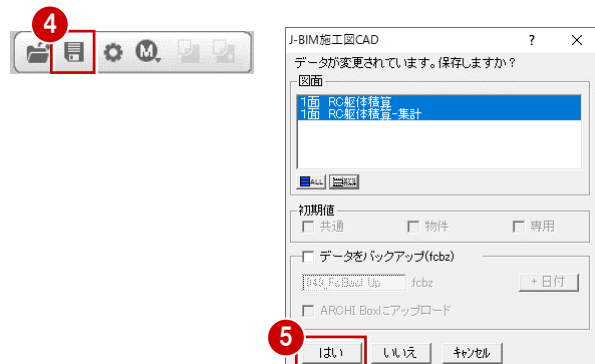 4
M
J-BIM施工図CAD ? ×
データが変更されています。保存しますか？
図面
1面 RC躯体積算
1面 RC躯体積算-集計
ALL
初期値
共通 物件 専用
データをバックアップ(fcbz)
.fcbz +日付
ARCHI Boxにアップロード
5
はい いいえ キャンセル